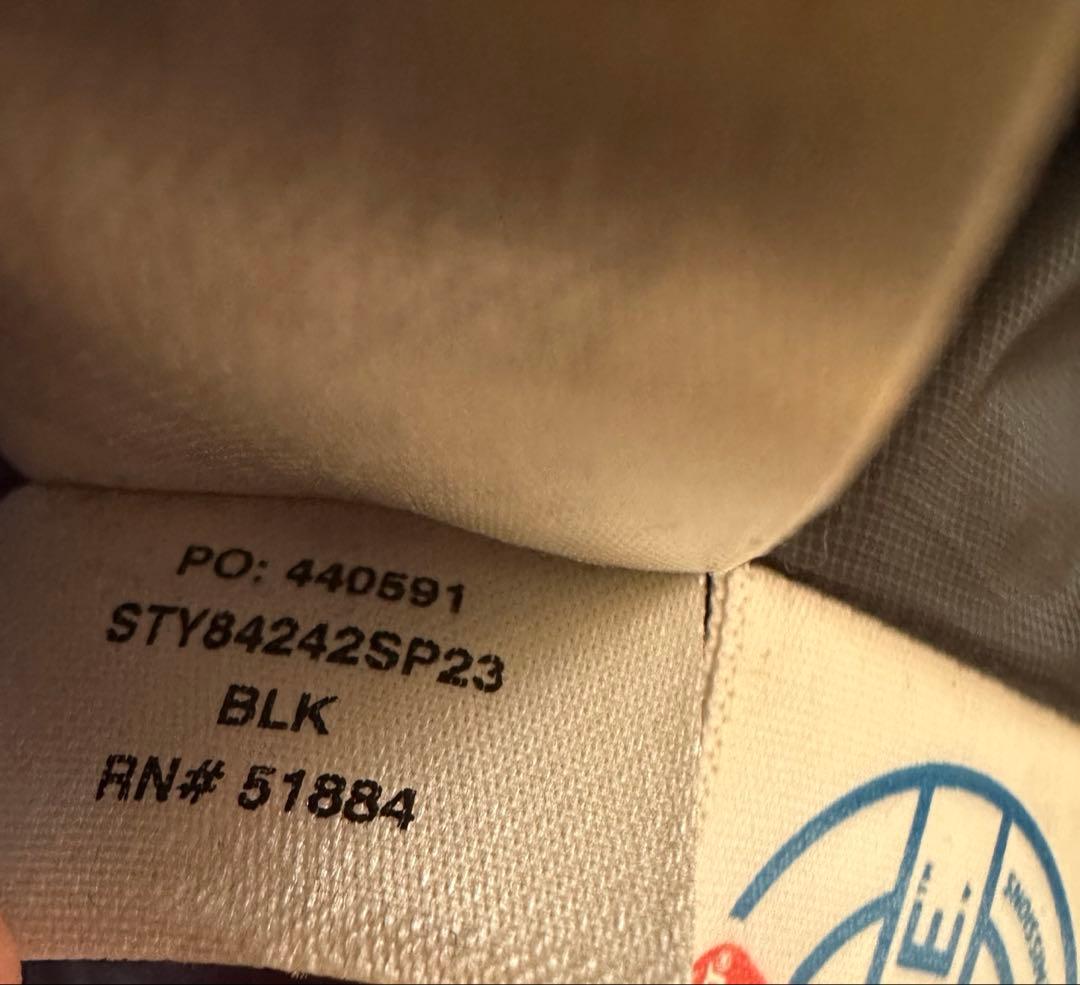 PO: 440591
STY84242SP23
BLK
RN# 51884
"E."